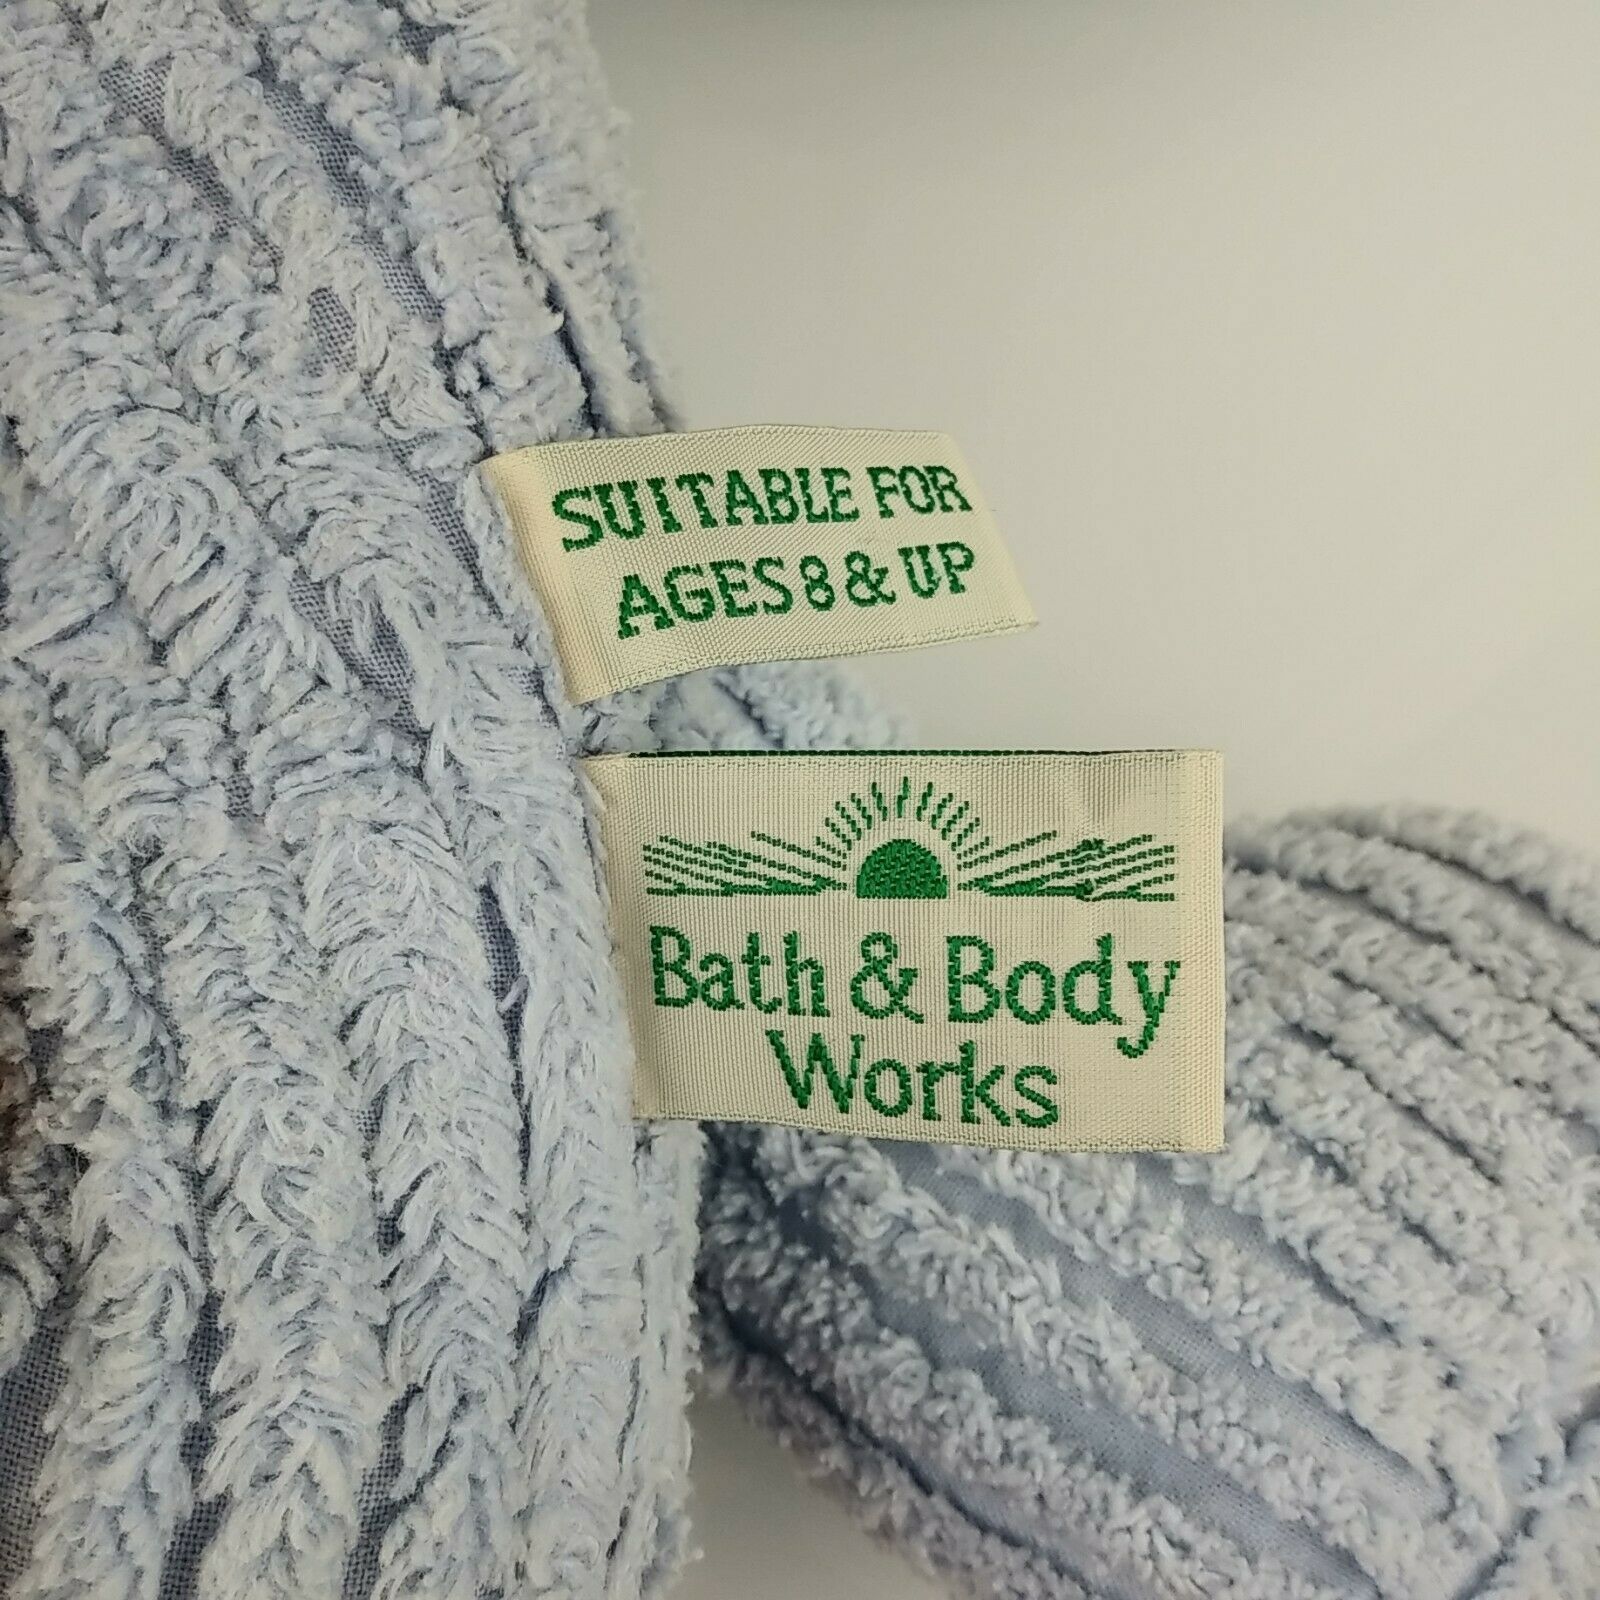 SUITABLE FOR
AGES 8 & UP
Bath & Body
Works